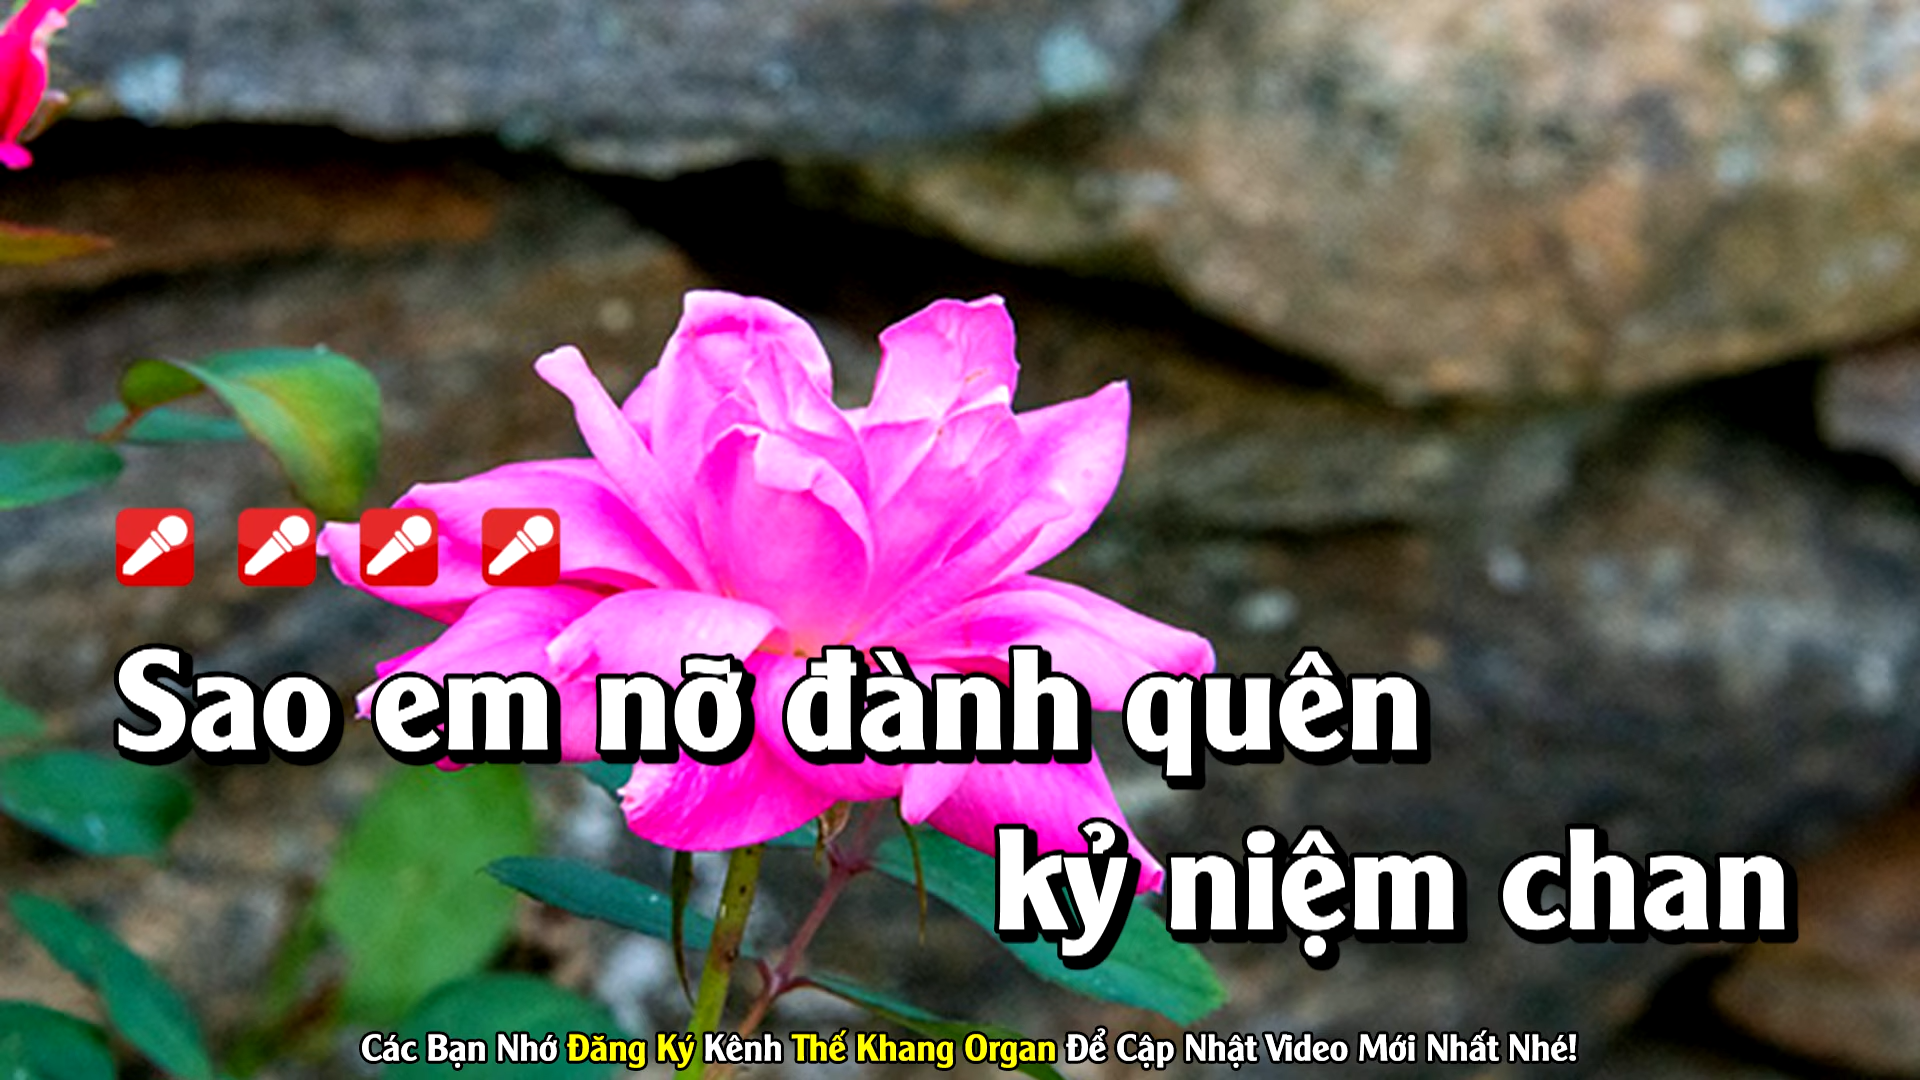 Sao em nỡ đành quên
kỷ niệm chan
Các Bạn Nhớ Đăng Ký Kênh Thế Khang Organ Để Cập Nhật Video Mới Nhất Nhé!